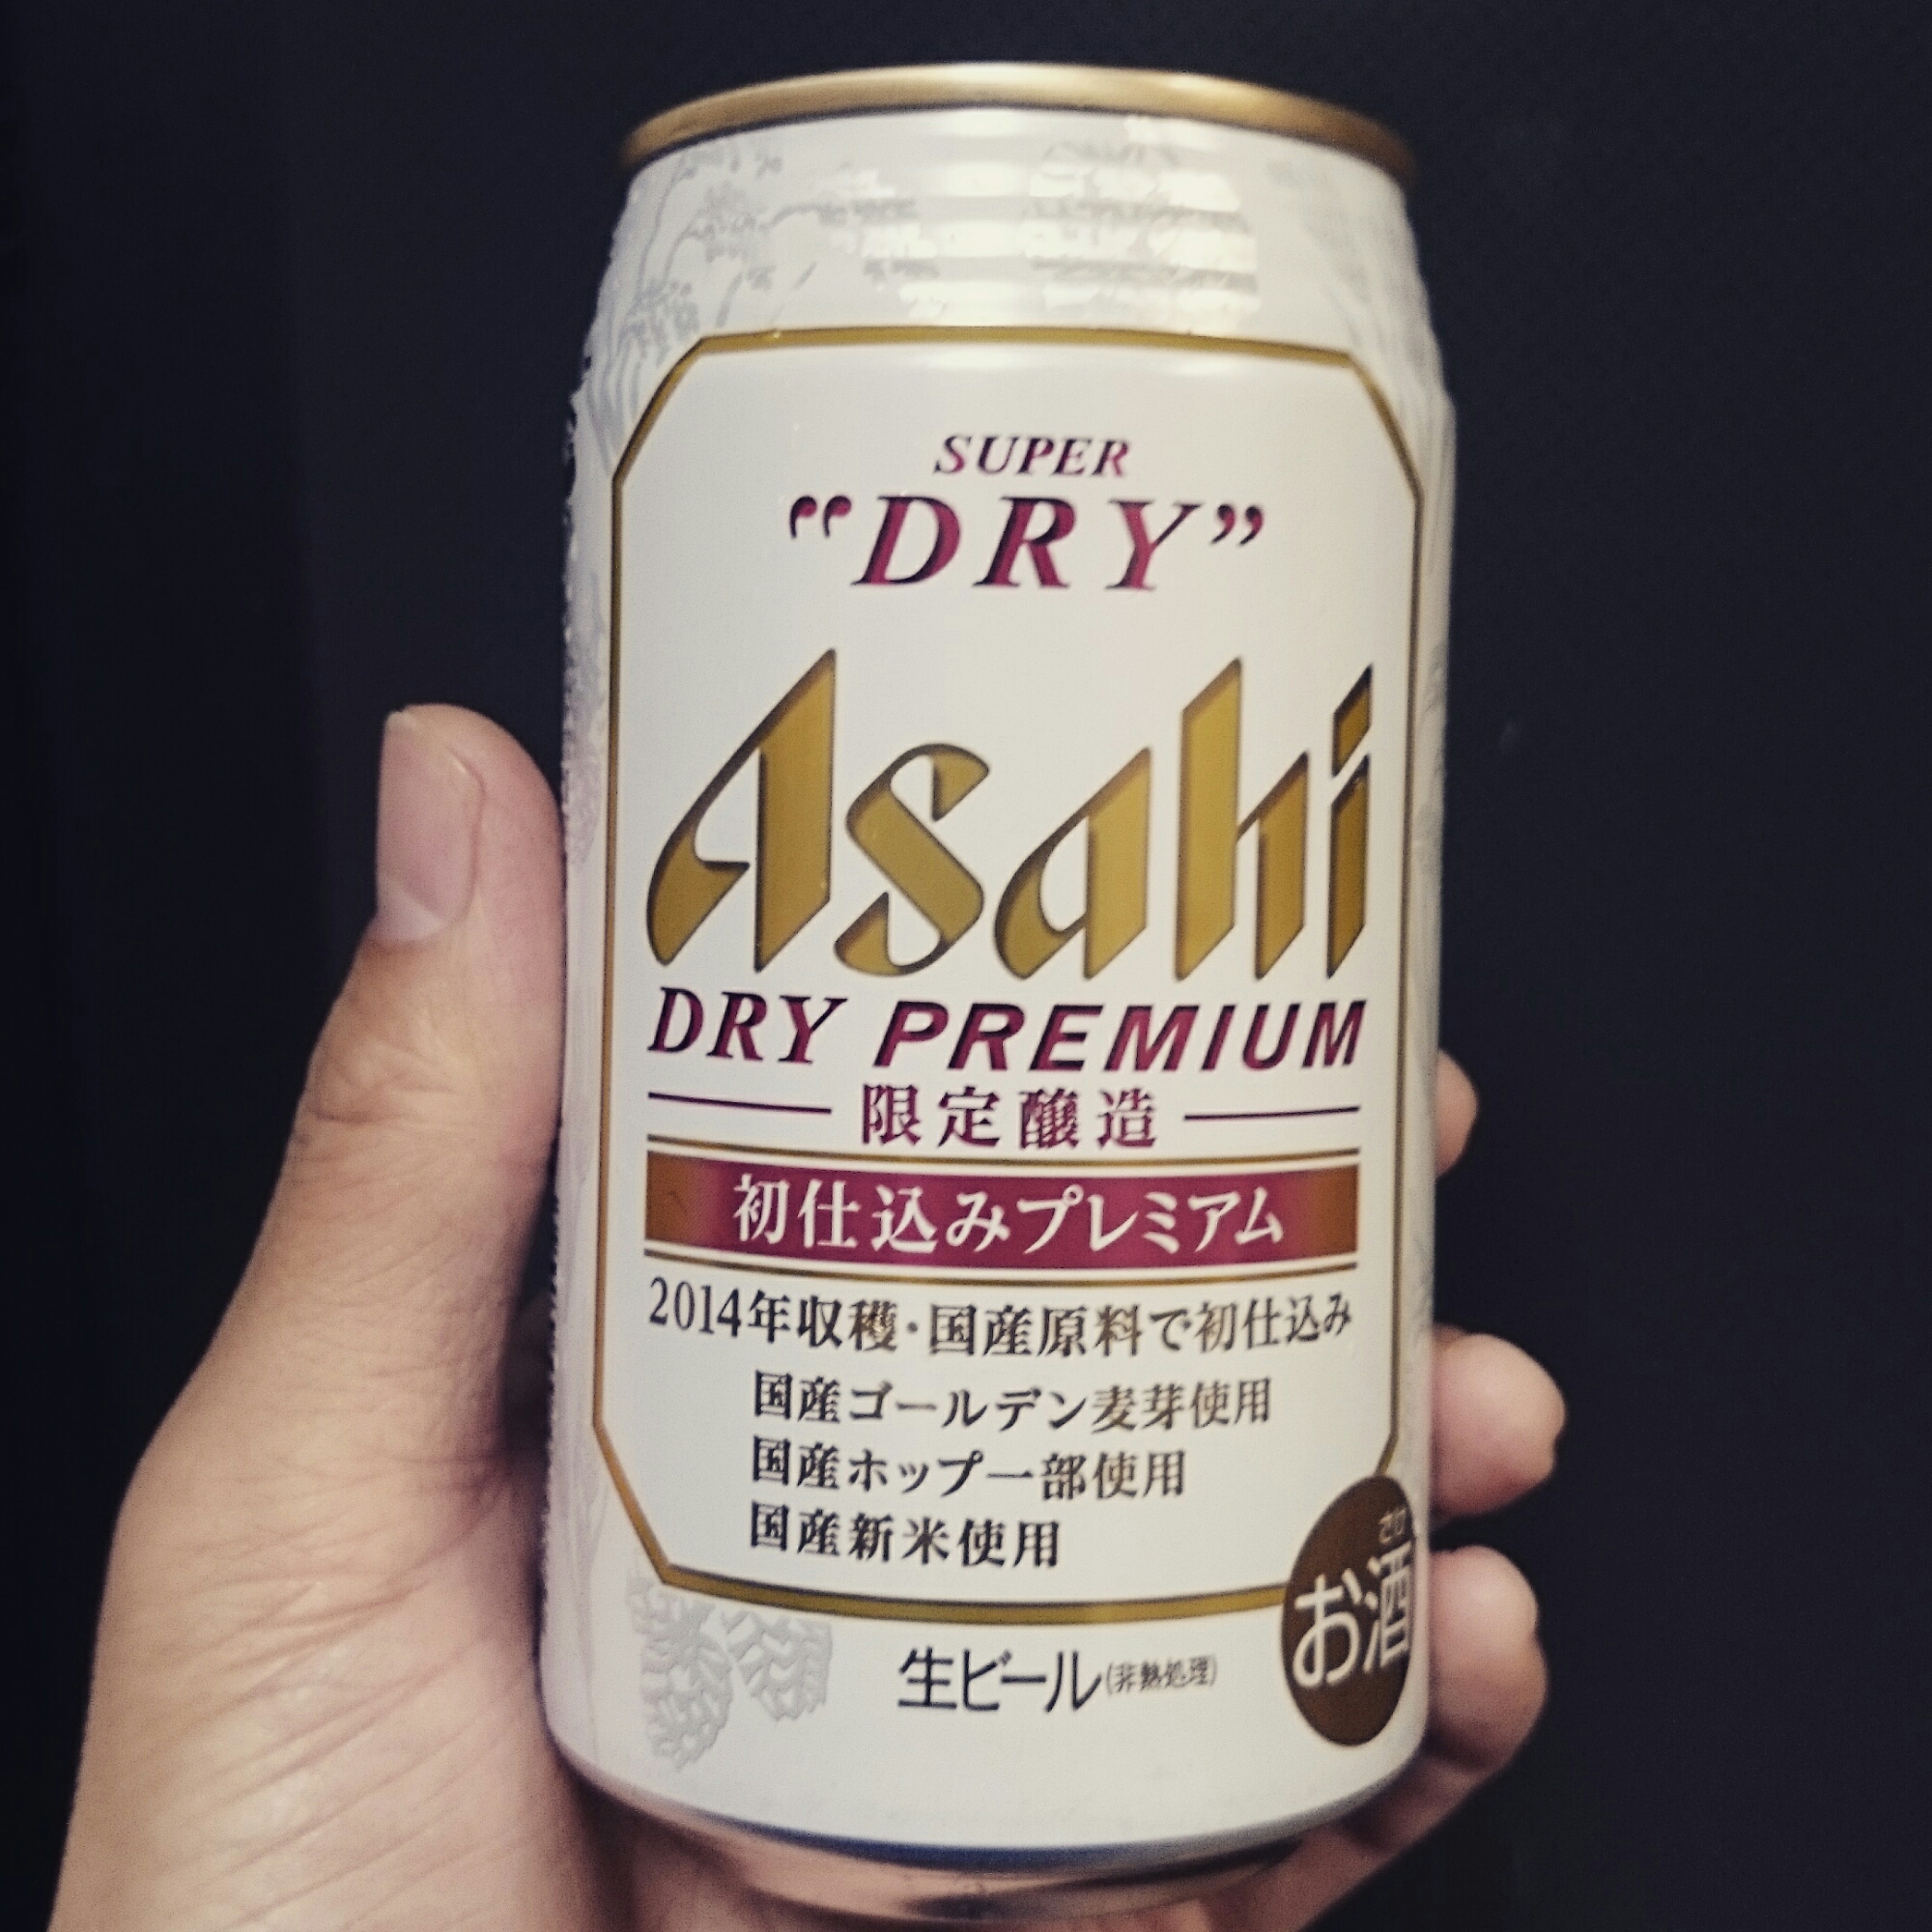 SUPER
“DRY”
Asahi
DRY PREMIUM
限定醸造
初仕込みプレミアム
2014年収穫・国産原料で初仕込み
国産ゴールデン麦芽使用
国産ホップ一部使用
国産新米使用
さけ
お酒
生ビール(非熱処理)